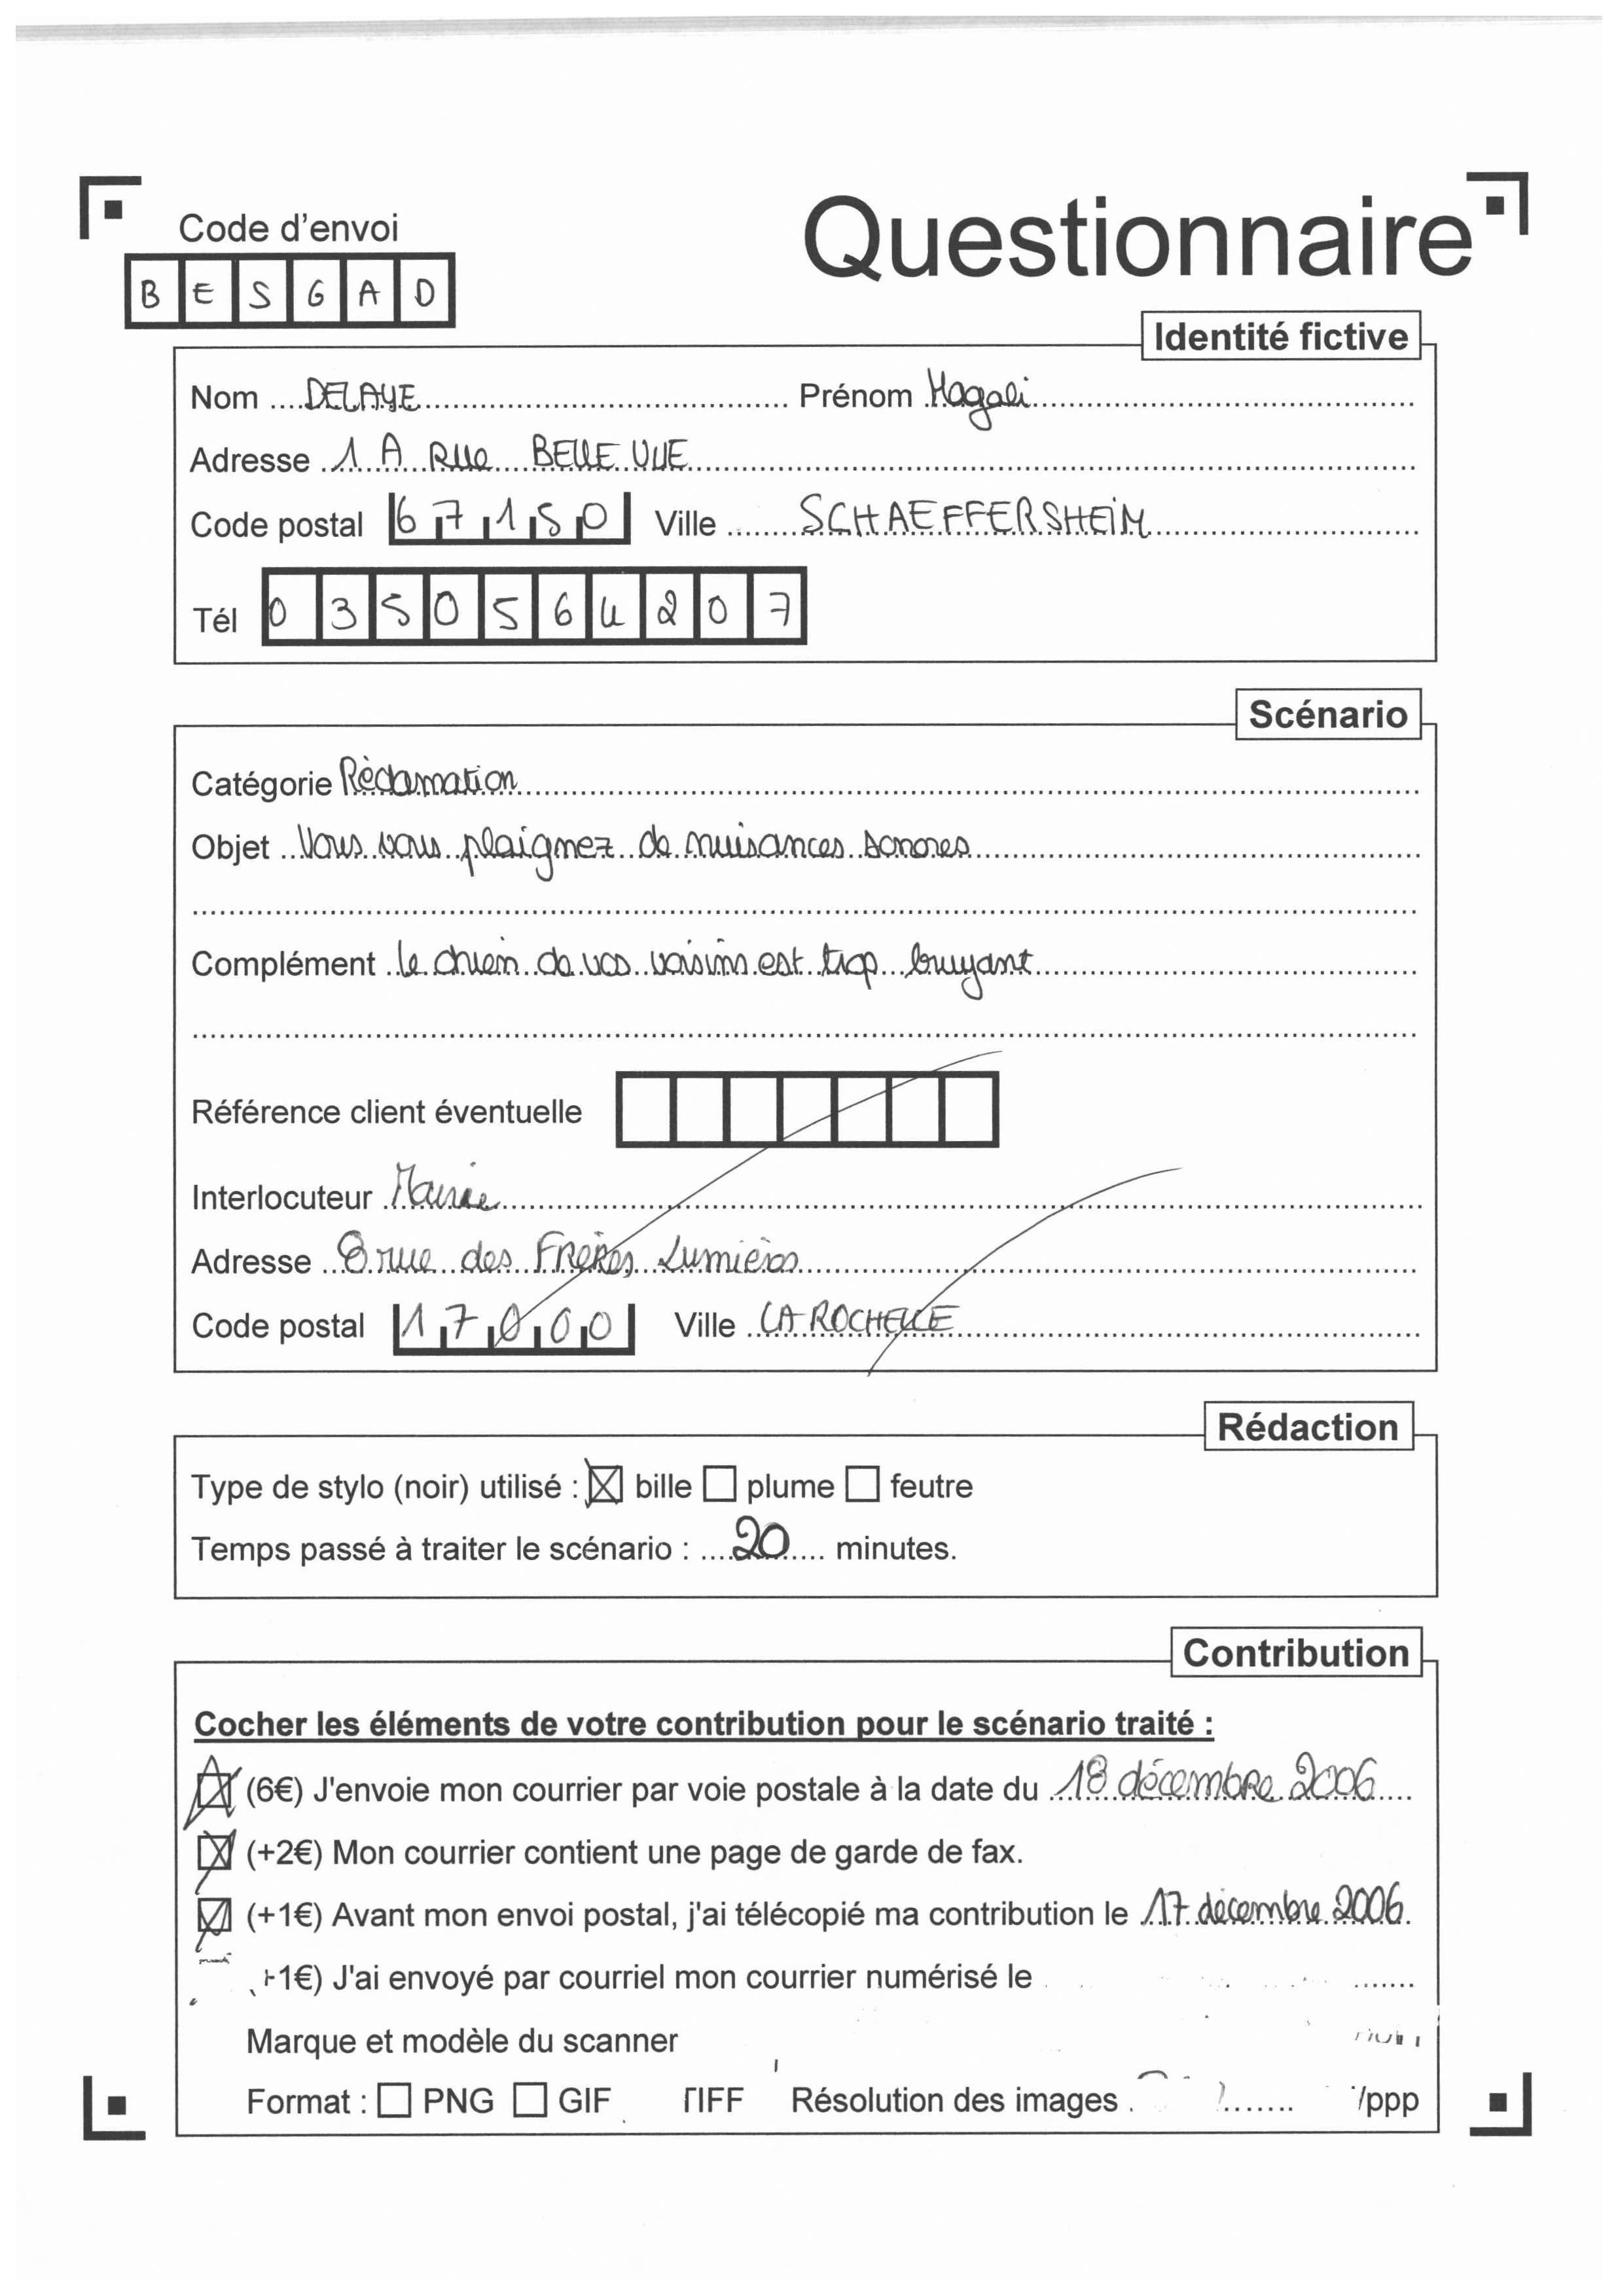 Code d'envoi
Questionnaire
B E S G A D
Identité fictive
Nom DELAYE Prénom Magali
Adresse 1 A Rue BELLE VUE
Code postal 67150 Ville SCHAEFFERSHEIM
Tél 0350564207
Scénario
Catégorie Réclamation
Objet Vous vous plaignez de nuisances sonores
Complément le chien de vos voisins est trop bruyant
Référence client éventuelle
Interlocuteur Mairie
Adresse 8 rue des FRères Lumières
Code postal 17000 Ville LA ROCHELLE
Rédaction
Type de stylo (noir) utilisé : bille plume feutre
Temps passé à traiter le scénario : 20 minutes.
Contribution
Cocher les éléments de votre contribution pour le scénario traité :
(6€) J'envoie mon courrier par voie postale à la date du 18 décembre 2006
(+2€) Mon courrier contient une page de garde de fax.
(+1€) Avant mon envoi postal, j'ai télécopié ma contribution le 17 décembre 2006
+1€) J'ai envoyé par courriel mon courrier numérisé le
Marque et modèle du scanner
Format : PNG GIF TIFF Résolution des images /ppp